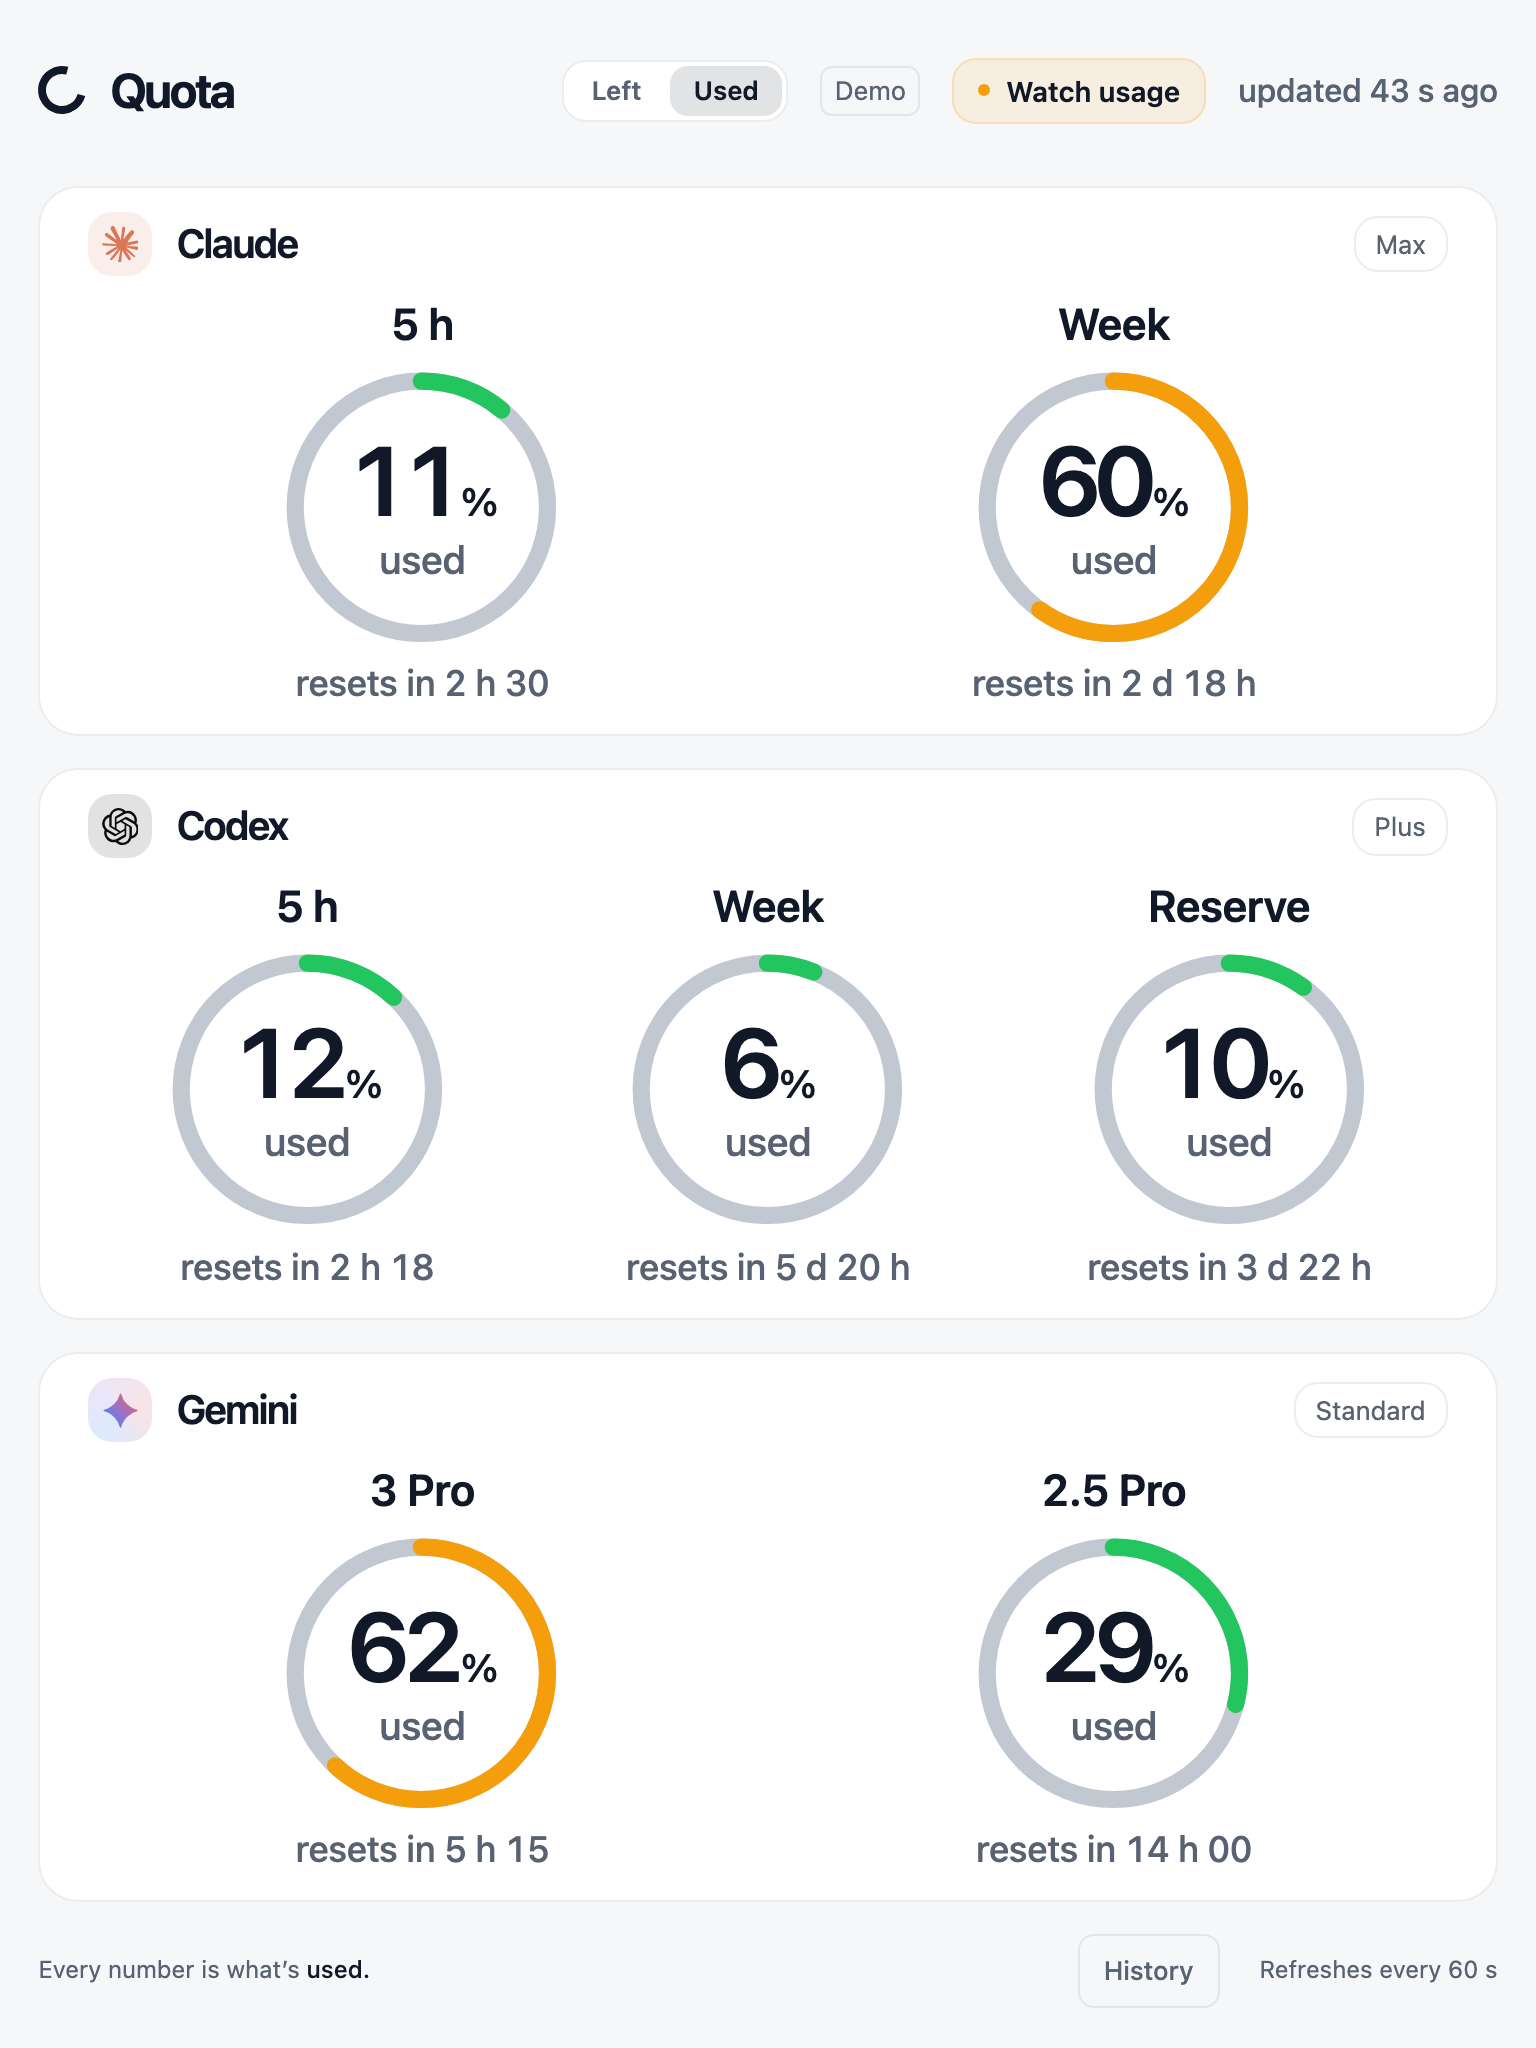 Quota
Left Used Demo Watch usage updated 43 s ago
Claude Max
5 h Week
11% 60%
used used
resets in 2 h 30 resets in 2 d 18 h
Codex Plus
5 h Week Reserve
12% 6% 10%
used used used
resets in 2 h 18 resets in 5 d 20 h resets in 3 d 22 h
Gemini Standard
3 Pro 2.5 Pro
62% 29%
used used
resets in 5 h 15 resets in 14 h 00
Every number is what’s used. History Refreshes every 60 s